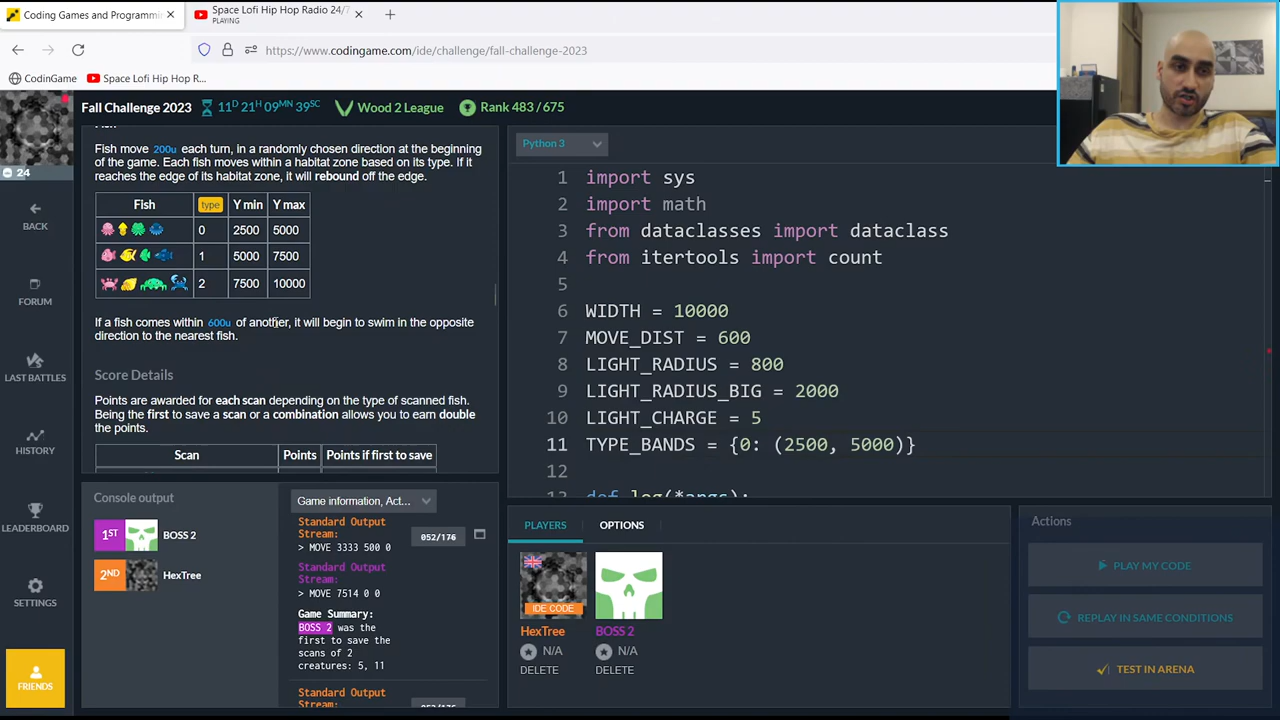 Coding Games and Programming
Space Lofi Hip Hop Radio 24/7
PLAYING
https://www.codingame.com/ide/challenge/fall-challenge-2023
CodinGame
Space Lofi Hip Hop R...
Fall Challenge 2023
11D 21H 09MN 39SC
Wood 2 League
Rank 483 / 675
24
BACK
FORUM
LAST BATTLES
HISTORY
LEADERBOARD
SETTINGS
FRIENDS
Fish move 200u each turn, in a randomly chosen direction at the beginning
of the game. Each fish moves within a habitat zone based on its type. If it
reaches the edge of its habitat zone, it will rebound off the edge.
Fish type Y min Y max
0 2500 5000
1 5000 7500
2 7500 10000
If a fish comes within 600u of another, it will begin to swim in the opposite
direction to the nearest fish.
Score Details
Points are awarded for each scan depending on the type of scanned fish.
Being the first to save a scan or a combination allows you to earn double
the points.
Scan Points Points if first to save
Python 3
1 import sys
2 import math
3 from dataclasses import dataclass
4 from itertools import count
5
6 WIDTH = 10000
7 MOVE_DIST = 600
8 LIGHT_RADIUS = 800
9 LIGHT_RADIUS_BIG = 2000
10 LIGHT_CHARGE = 5
11 TYPE_BANDS = {0: (2500, 5000)}
12
13 def log(*args):
Console output
1ST BOSS 2
2ND HexTree
Game information, Act...
Standard Output
Stream:
> MOVE 3333 500 0
052/176
Standard Output
Stream:
> MOVE 7514 0 0
Game Summary:
BOSS 2 was the
first to save the
scans of 2
creatures: 5, 11
Standard Output
Stream:
PLAYERS
OPTIONS
IDE CODE
HexTree
N/A
DELETE
BOSS 2
N/A
DELETE
Actions
PLAY MY CODE
REPLAY IN SAME CONDITIONS
TEST IN ARENA